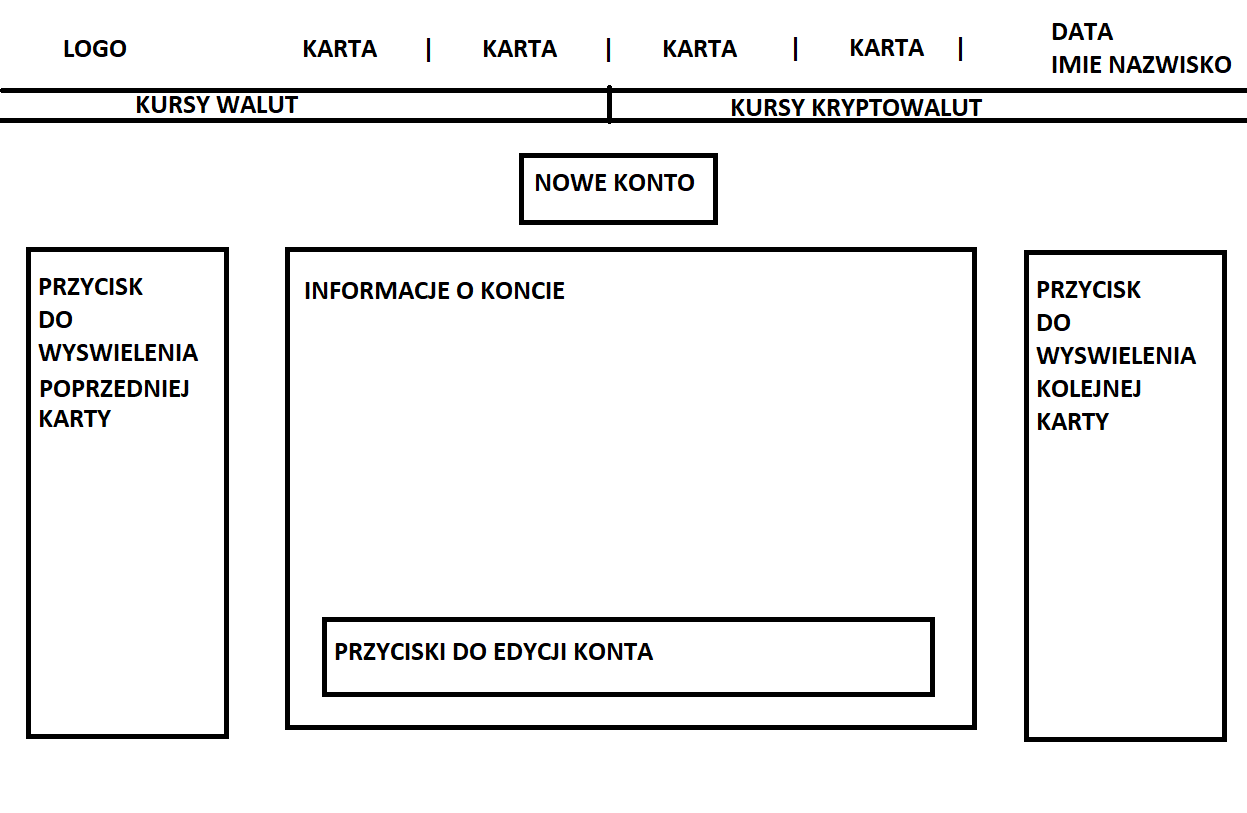 LOGO
KARTA | KARTA | KARTA | KARTA |
DATA
IMIE NAZWISKO
KURSY WALUT
KURSY KRYPTOWALUT
NOWE KONTO
PRZYCISK
DO
WYSWIELENIA
POPRZEDNIEJ
KARTY
INFORMACJE O KONCIE
PRZYCISKI DO EDYCJI KONTA
PRZYCISK
DO
WYSWIELENIA
KOLEJNEJ
KARTY